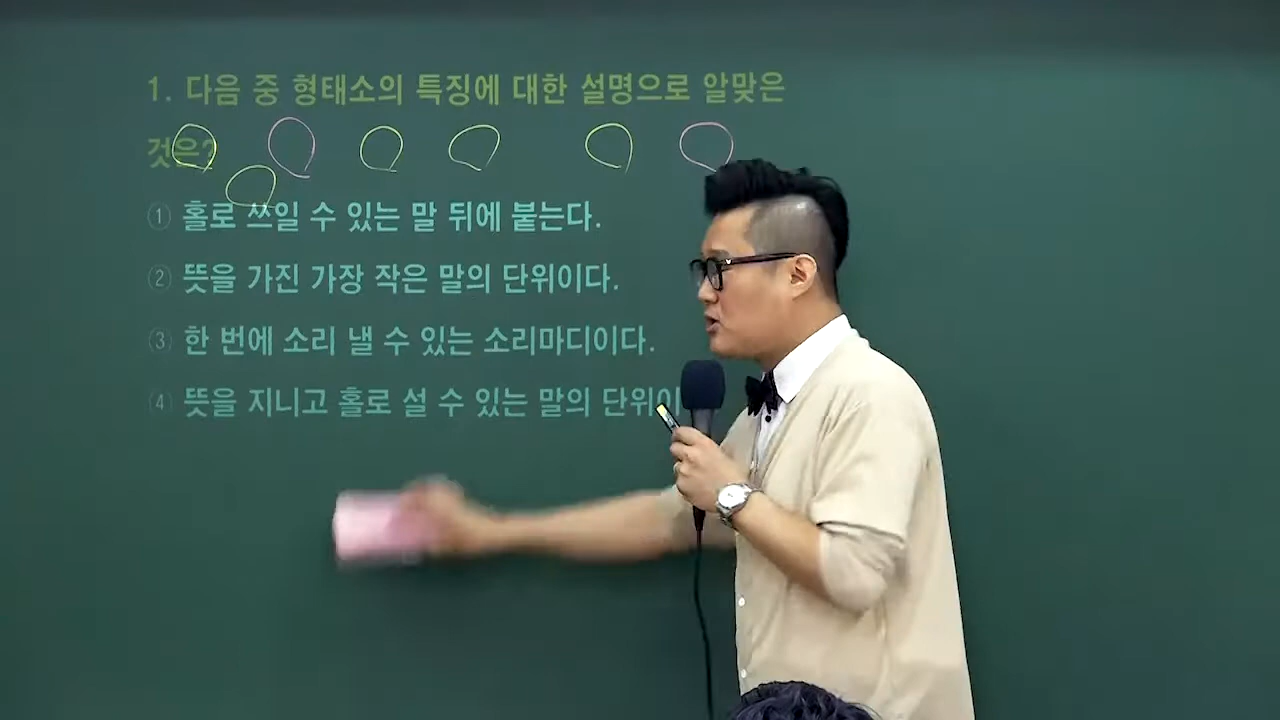 1. 다음 중 형태소의 특징에 대한 설명으로 알맞은
것은?
① 홀로 쓰일 수 있는 말 뒤에 붙는다.
② 뜻을 가진 가장 작은 말의 단위이다.
③ 한 번에 소리 낼 수 있는 소리마디이다.
④ 뜻을 지니고 홀로 설 수 있는 말의 단위이